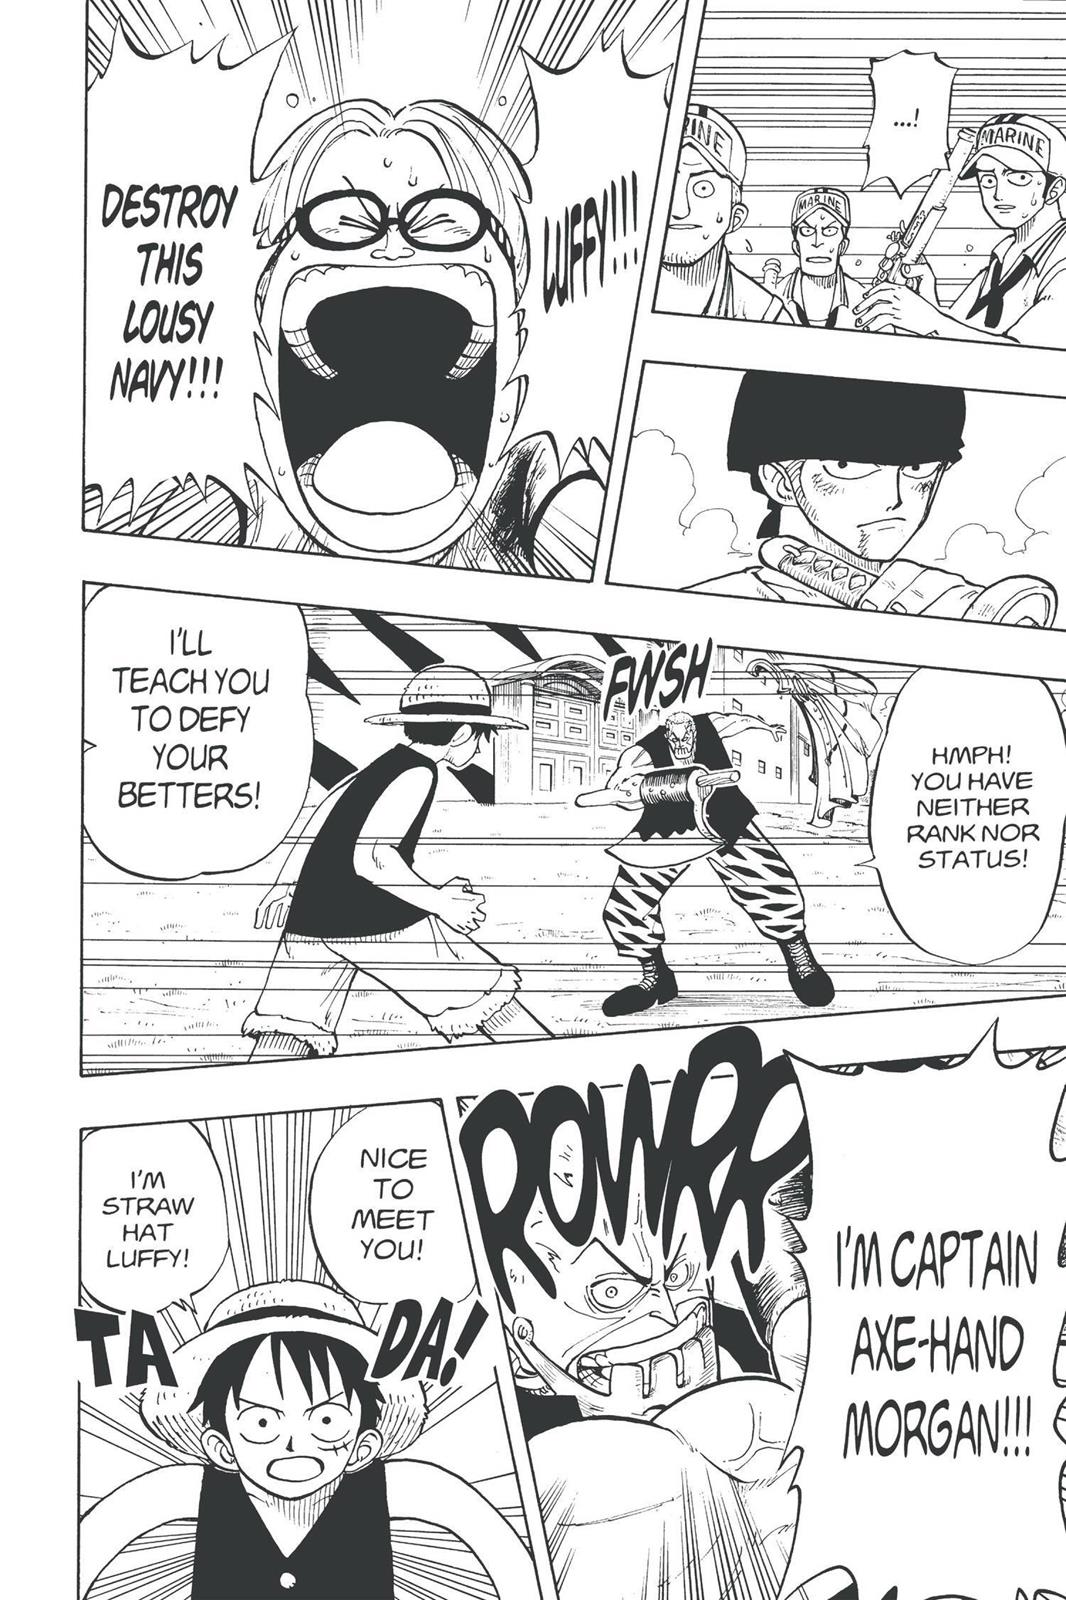 ...!
MARINE
MARINE
MARINE
LUFFY!!!
DESTROY
THIS
LOUSY
NAVY!!!
FWSH
HMPH!
YOU HAVE
NEITHER
RANK NOR
STATUS!
I'LL
TEACH YOU
TO DEFY
YOUR
BETTERS!
I'M CAPTAIN
AXE-HAND
MORGAN!!!
ROWRR
NICE
TO
MEET
YOU!
I'M
STRAW
HAT
LUFFY!
TA DA!